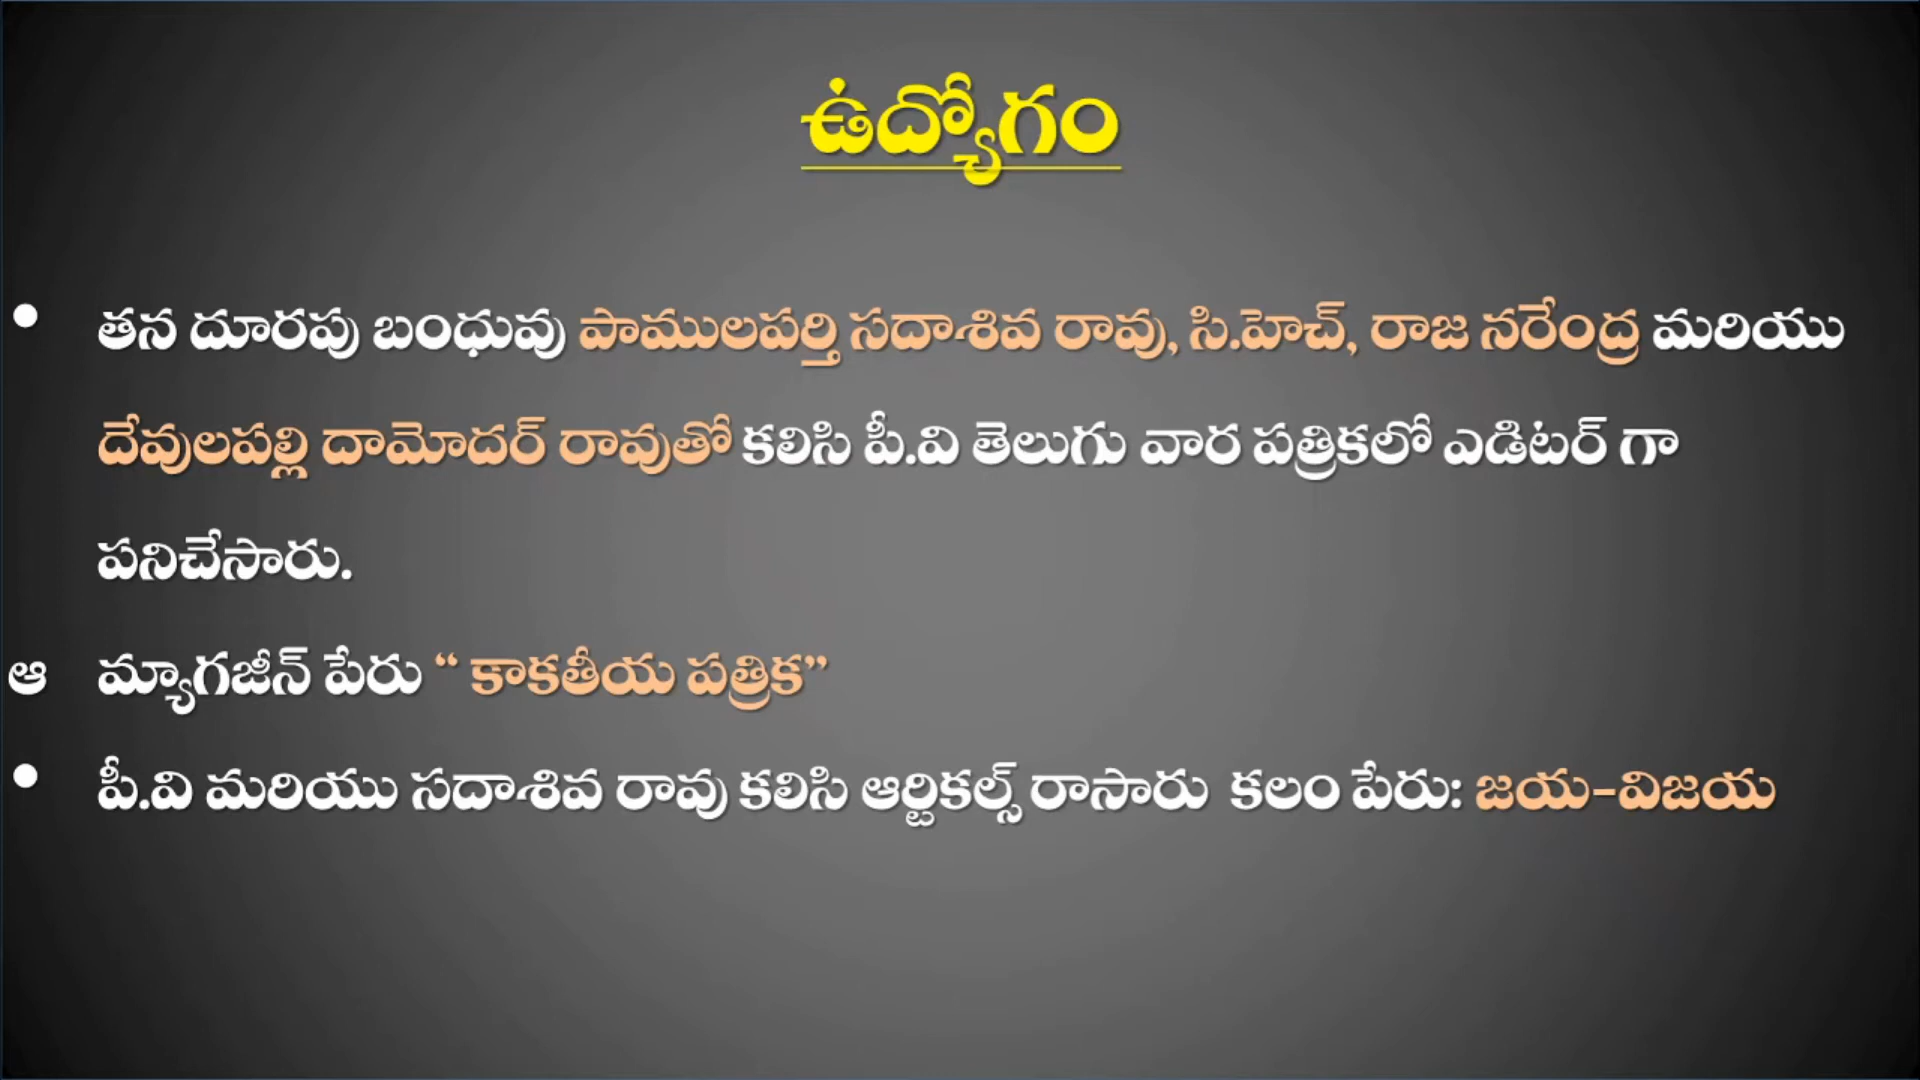 ఉద్యోగం
• తన దూరపు బంధువు పాములపర్తి సదాశివ రావు, సి.హెచ్, రాజ నరేంద్ర మరియు
దేవులపల్లి దామోదర్ రావుతో కలిసి పీ.వి తెలుగు వార పత్రికలో ఎడిటర్ గా
పనిచేసారు.
ఆ మ్యాగజీన్ పేరు “ కాకతీయ పత్రిక”
• పీ.వి మరియు సదాశివ రావు కలిసి ఆర్టికల్స్ రాసారు కలం పేరు: జయ-విజయ